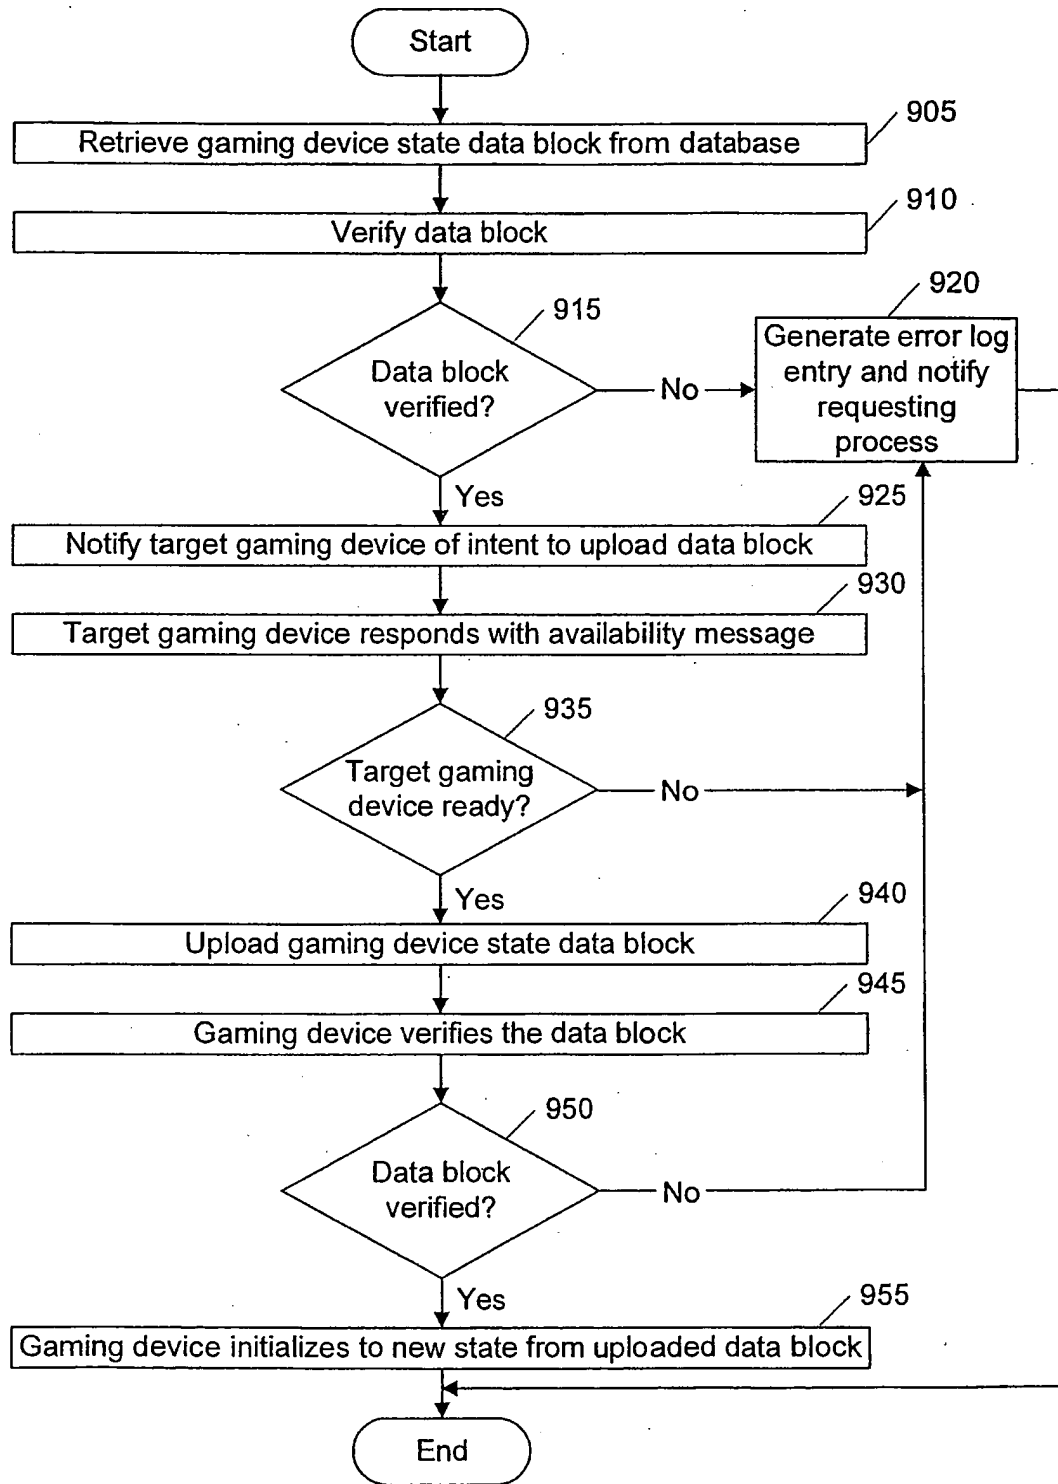 Start
905
Retrieve gaming device state data block from database
910
Verify data block
915
Data block
verified?
No
920
Generate error log
entry and notify
requesting
process
Yes
925
Notify target gaming device of intent to upload data block
930
Target gaming device responds with availability message
935
Target gaming
device ready?
No
Yes
940
Upload gaming device state data block
945
Gaming device verifies the data block
950
Data block
verified?
No
Yes
955
Gaming device initializes to new state from uploaded data block
End